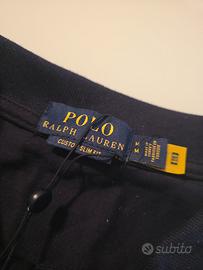 POLO
RALPH LAUREN
CUSTOM SLIM FIT
M
M
subito